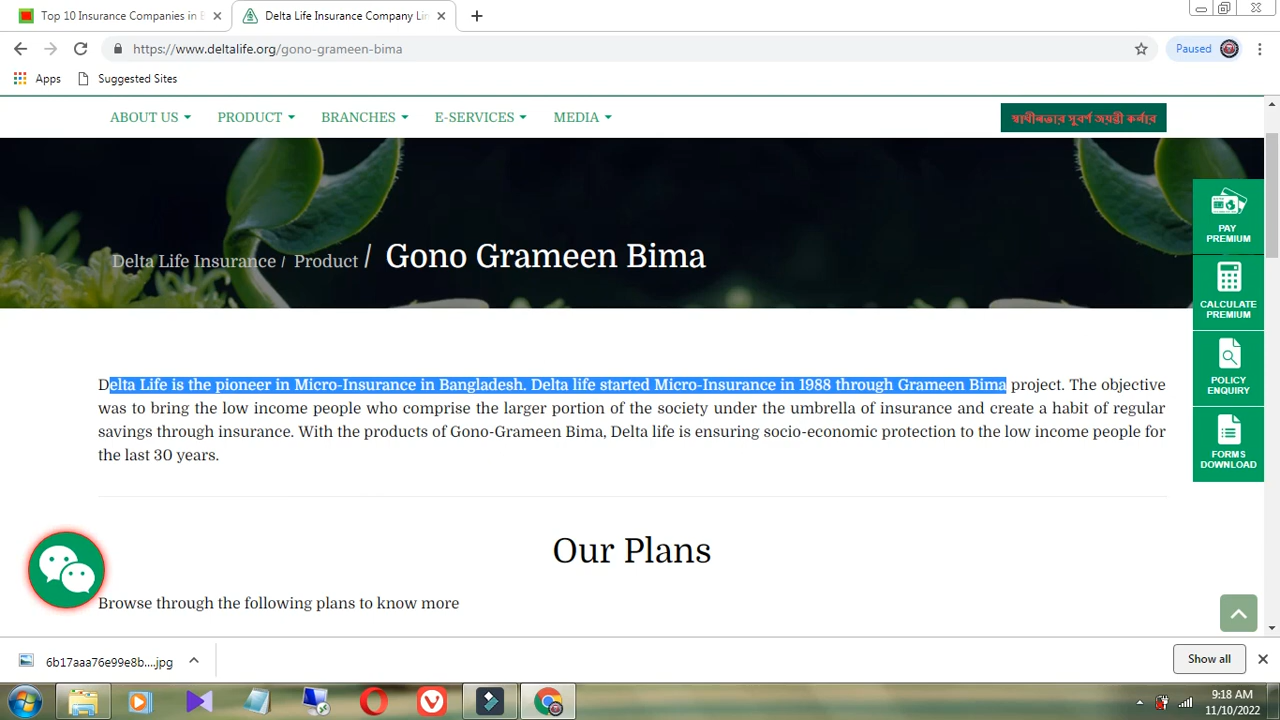 Top 10 Insurance Companies in B
Delta Life Insurance Company Lim
https://www.deltalife.org/gono-grameen-bima
Paused
Apps
Suggested Sites
ABOUT US
PRODUCT
BRANCHES
E-SERVICES
MEDIA
স্বাধীনতার সুবর্ণ জয়ন্তী কর্নার
Delta Life Insurance / Product / Gono Grameen Bima
PAY
PREMIUM
CALCULATE
PREMIUM
POLICY
ENQUIRY
FORMS
DOWNLOAD
Delta Life is the pioneer in Micro-Insurance in Bangladesh. Delta life started Micro-Insurance in 1988 through Grameen Bima project. The objective
was to bring the low income people who comprise the larger portion of the society under the umbrella of insurance and create a habit of regular
savings through insurance. With the products of Gono-Grameen Bima, Delta life is ensuring socio-economic protection to the low income people for
the last 30 years.
Our Plans
Browse through the following plans to know more
6b17aaa76e99e8b....jpg
Show all
9:18 AM
11/10/2022